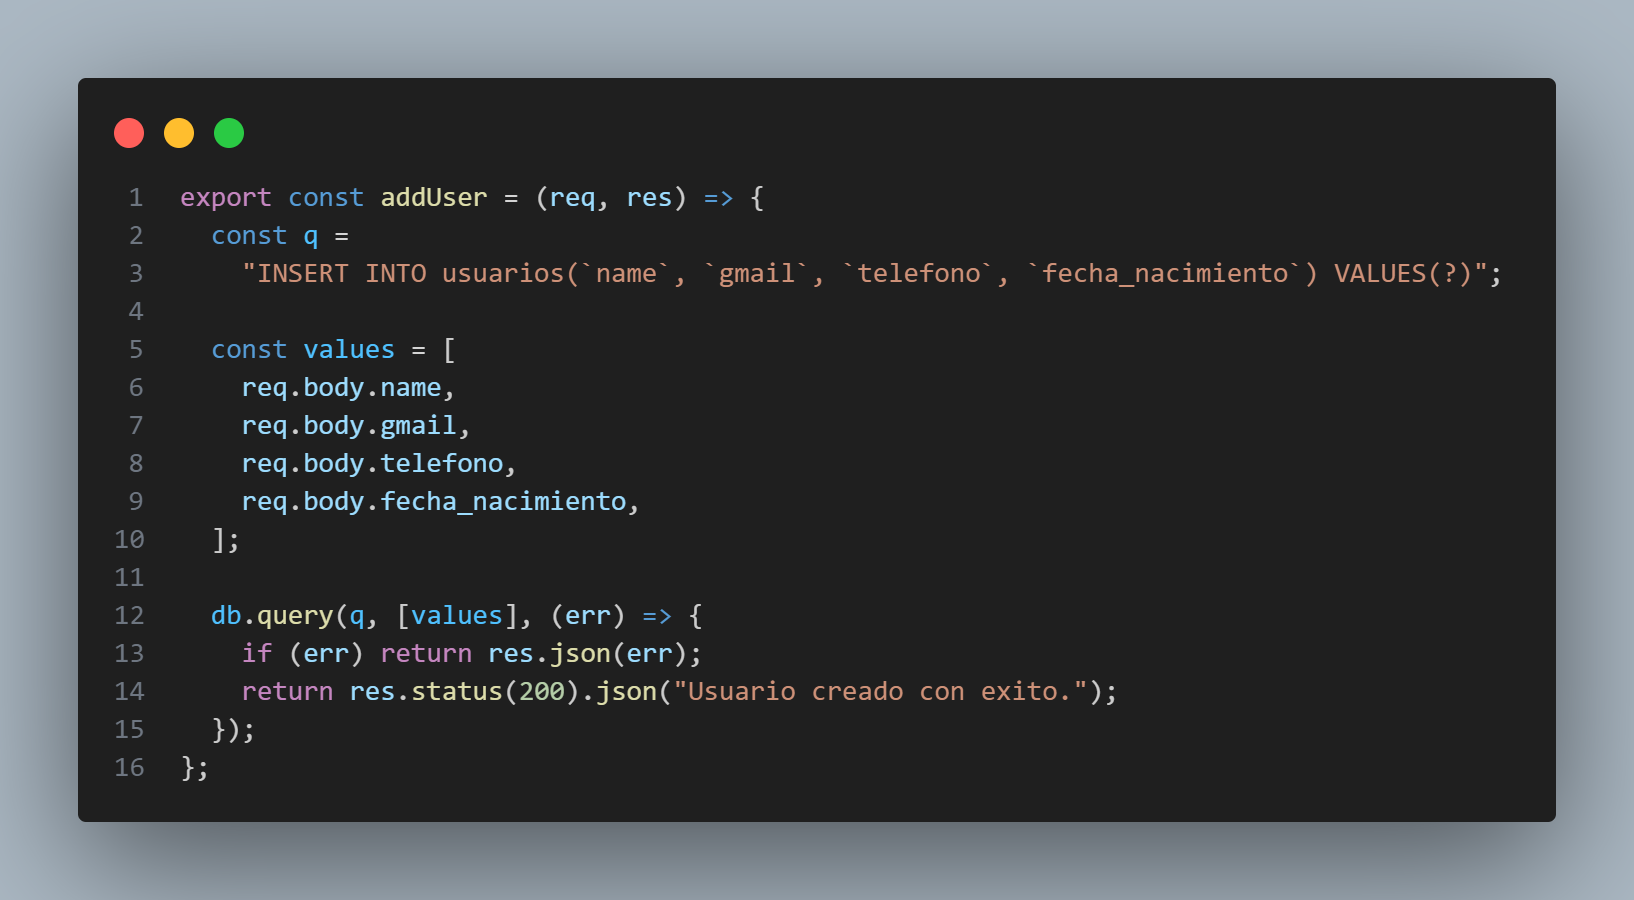 1 export const addUser = (req, res) => {
2   const q =
3     "INSERT INTO usuarios(`name`, `gmail`, `telefono`, `fecha_nacimiento`) VALUES(?)";
4
5   const values = [
6     req.body.name,
7     req.body.gmail,
8     req.body.telefono,
9     req.body.fecha_nacimiento,
10   ];
11
12   db.query(q, [values], (err) => {
13     if (err) return res.json(err);
14     return res.status(200).json("Usuario creado con exito.");
15   });
16 };